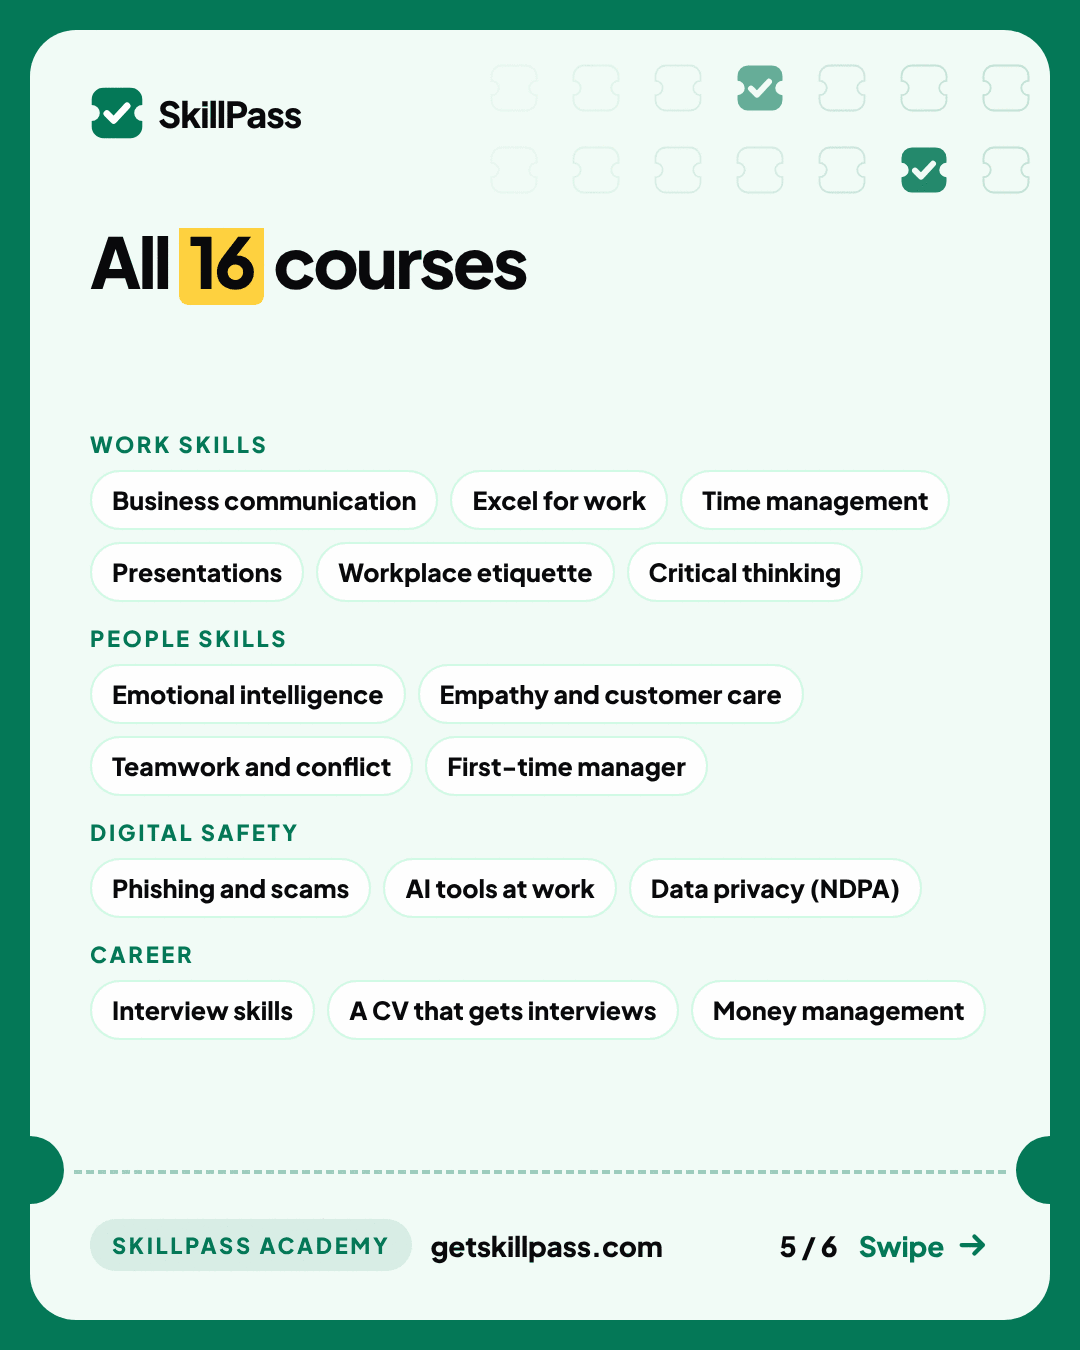 SkillPass
All 16 courses
WORK SKILLS
Business communication Excel for work Time management
Presentations Workplace etiquette Critical thinking
PEOPLE SKILLS
Emotional intelligence Empathy and customer care
Teamwork and conflict First-time manager
DIGITAL SAFETY
Phishing and scams AI tools at work Data privacy (NDPA)
CAREER
Interview skills A CV that gets interviews Money management
SKILLPASS ACADEMY getskillpass.com 5 / 6 Swipe →